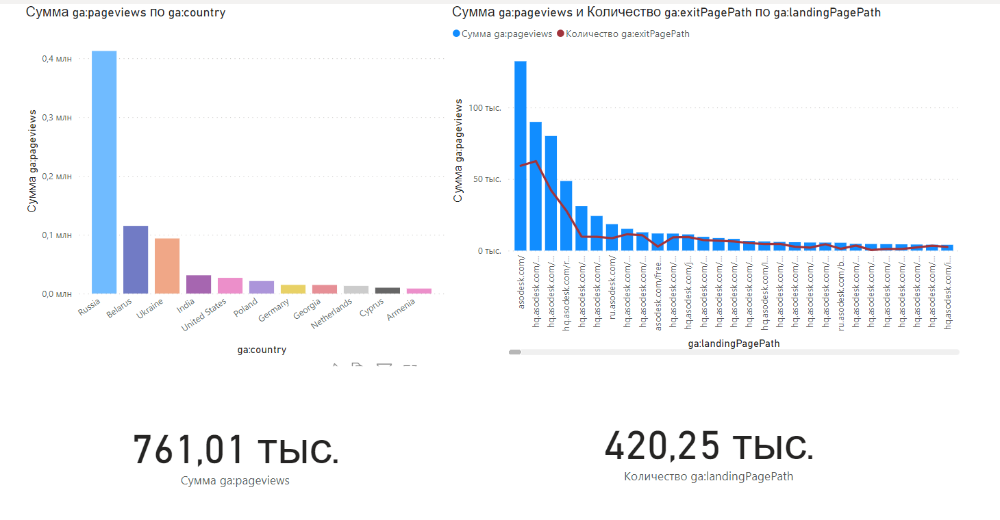 Сумма ga:pageviews по ga:country
0,4 млн
0,3 млн
0,2 млн
0,1 млн
0,0 млн
Сумма ga:pageviews
Russia
Belarus
Ukraine
India
United States
Poland
Germany
Georgia
Netherlands
Cyprus
Armenia
ga:country
Сумма ga:pageviews и Количество ga:exitPagePath по ga:landingPagePath
Сумма ga:pageviews Количество ga:exitPagePath
100 тыс.
50 тыс.
0 тыс.
Сумма ga:pageviews
asodesk.com/
hq.asodesk.com/...
hq.asodesk.com/...
hq.asodesk.com/r...
hq.asodesk.com/...
hq.asodesk.com/...
ru.asodesk.com/
hq.asodesk.com/...
hq.asodesk.com/...
asodesk.com/free...
hq.asodesk.com/...
hq.asodesk.com/j...
hq.asodesk.com/...
hq.asodesk.com/...
hq.asodesk.com/...
hq.asodesk.com/...
hq.asodesk.com/l...
hq.asodesk.com/...
hq.asodesk.com/...
hq.asodesk.com/...
hq.asodesk.com/...
ru.asodesk.com/b...
hq.asodesk.com/...
hq.asodesk.com/...
hq.asodesk.com/...
hq.asodesk.com/...
hq.asodesk.com/...
hq.asodesk.com/...
hq.asodesk.com/i...
ga:landingPagePath
761,01 тыс.
Сумма ga:pageviews
420,25 тыс.
Количество ga:landingPagePath